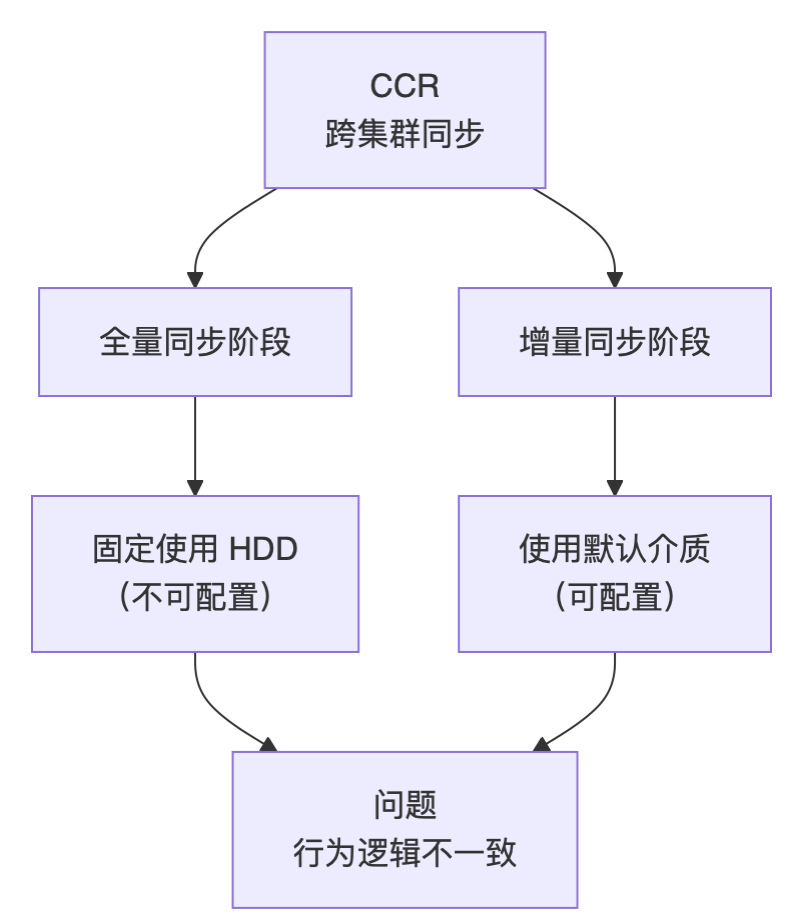 CCR
跨集群同步
全量同步阶段
增量同步阶段
固定使用 HDD
（不可配置）
使用默认介质
（可配置）
问题
行为逻辑不一致